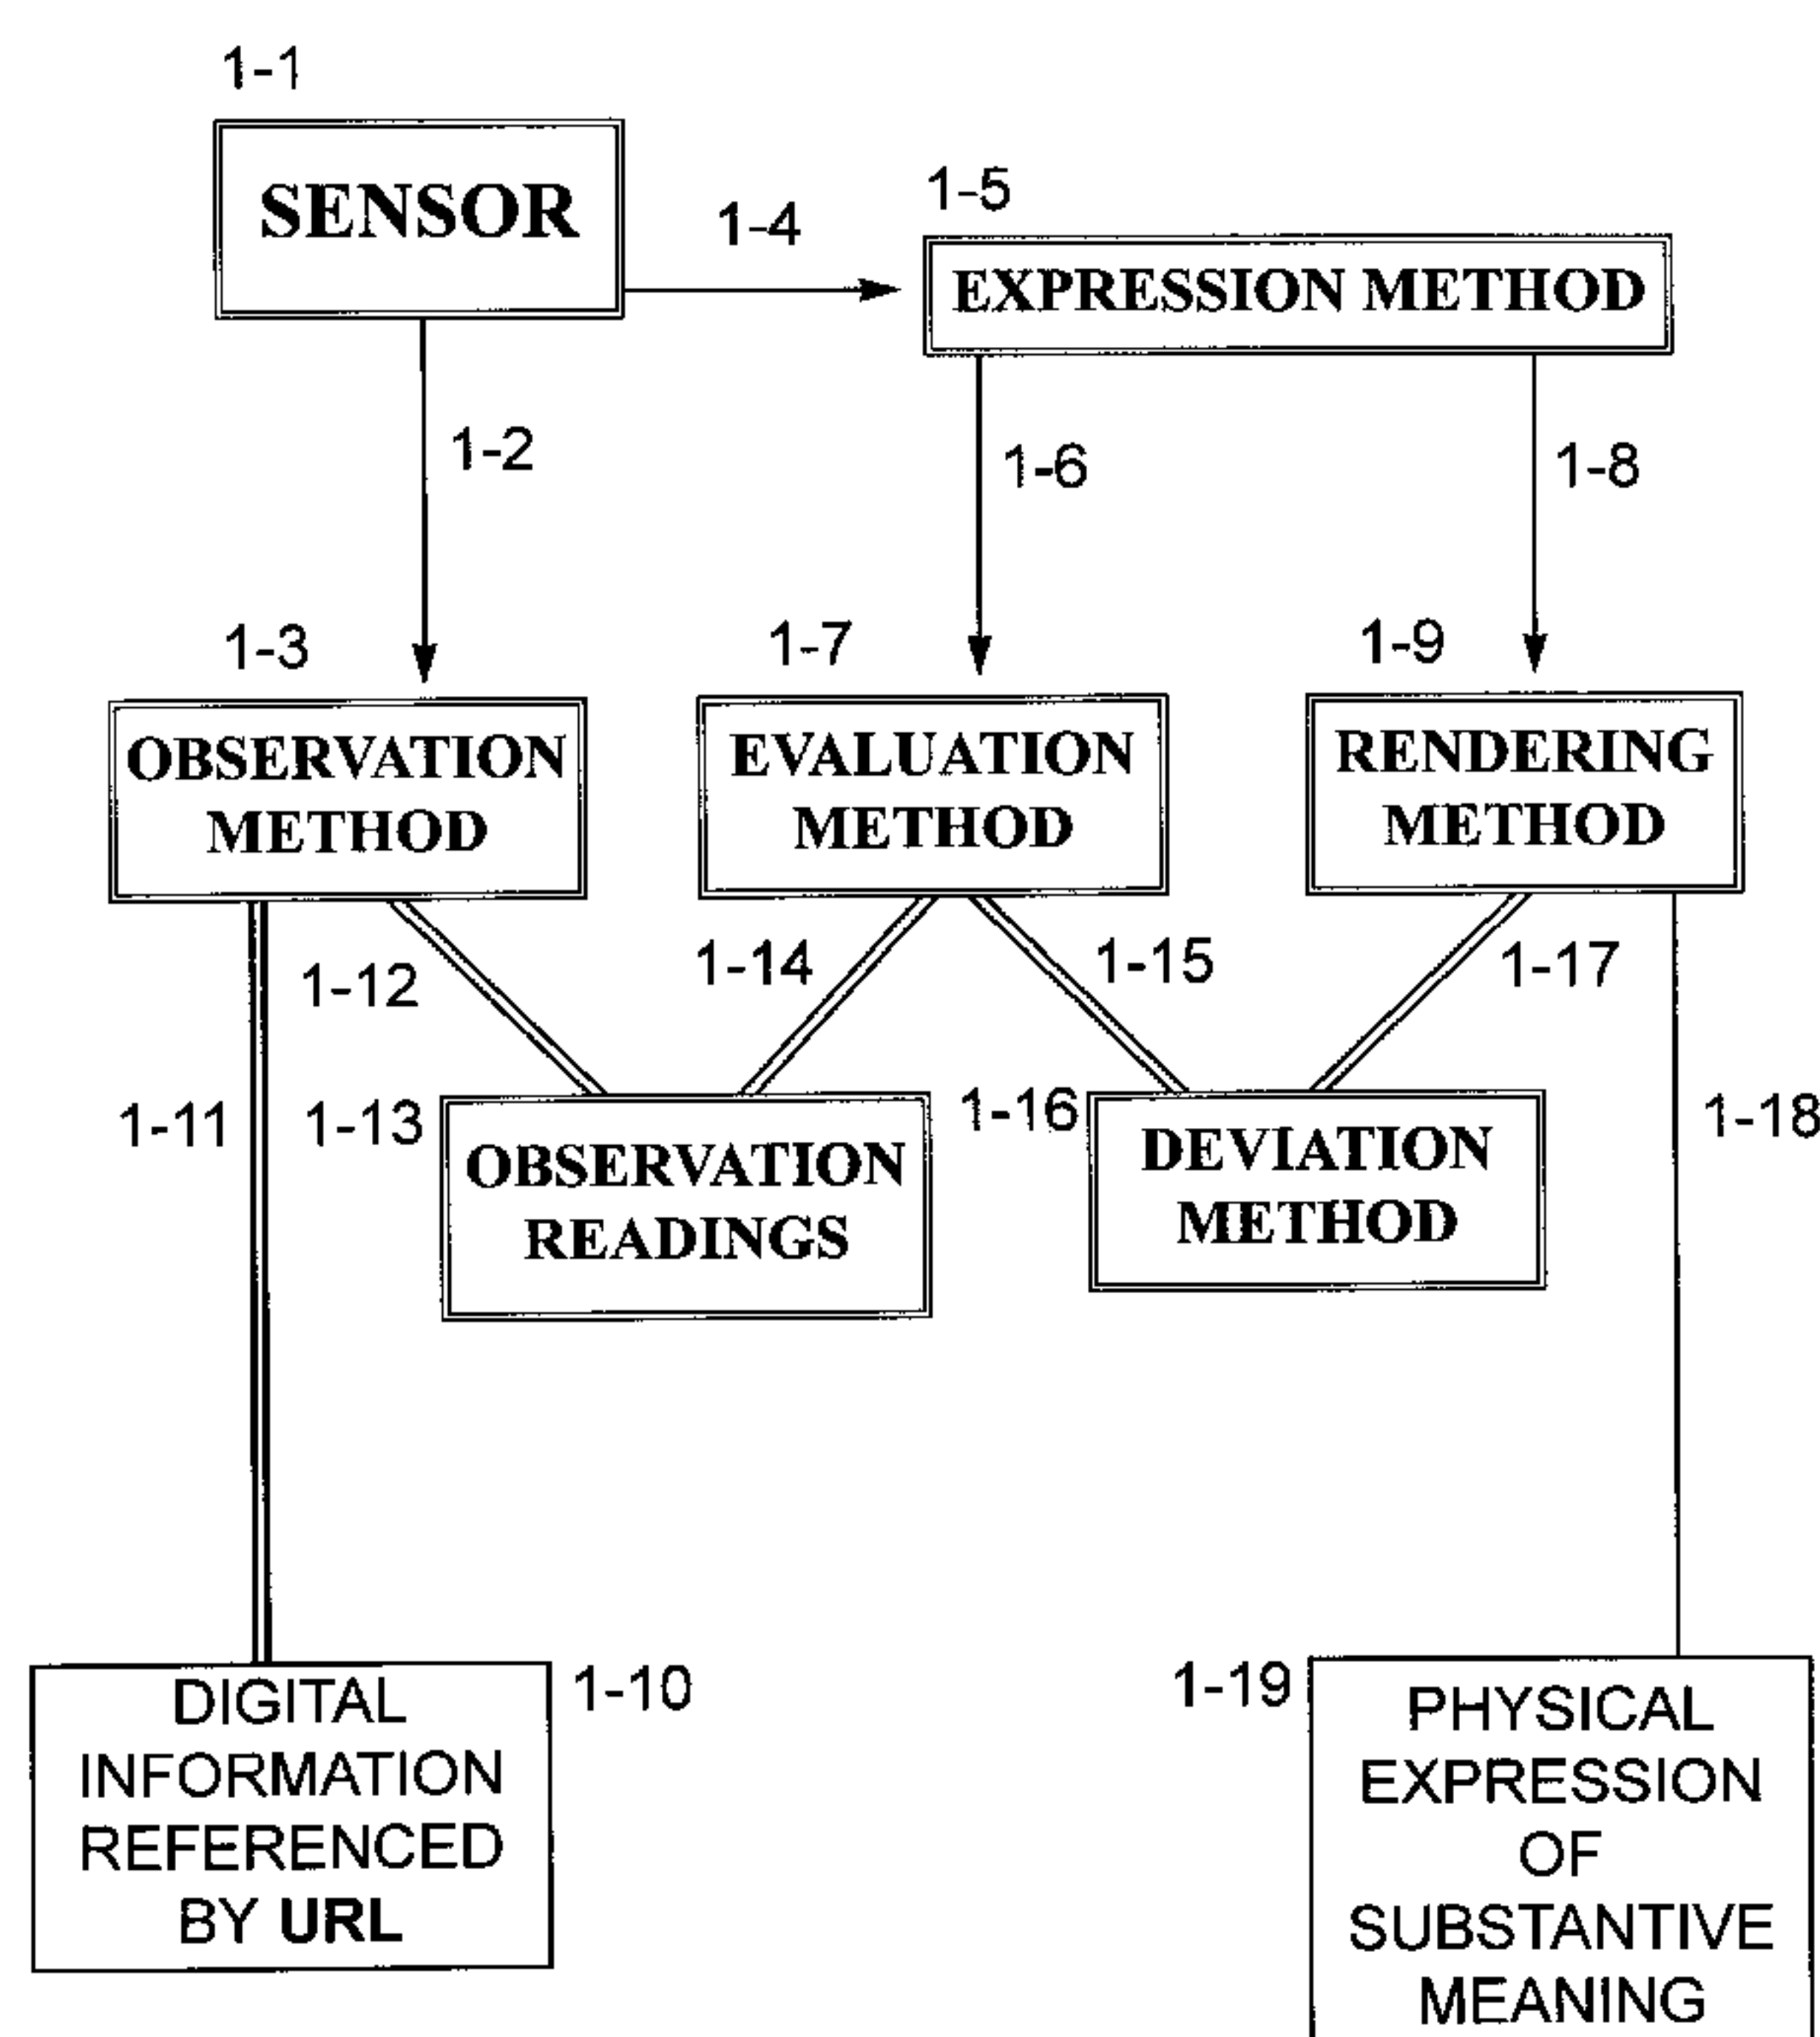 1-1
SENSOR
1-4
1-5
EXPRESSION METHOD
1-2
1-6
1-8
1-3
1-7
1-9
OBSERVATION
METHOD
EVALUATION
METHOD
RENDERING
METHOD
1-12
1-14
1-15
1-17
1-11
1-13
1-16
1-18
OBSERVATION
READINGS
DEVIATION
METHOD
1-10
DIGITAL
INFORMATION
REFERENCED
BY URL
1-19
PHYSICAL
EXPRESSION
OF
SUBSTANTIVE
MEANING